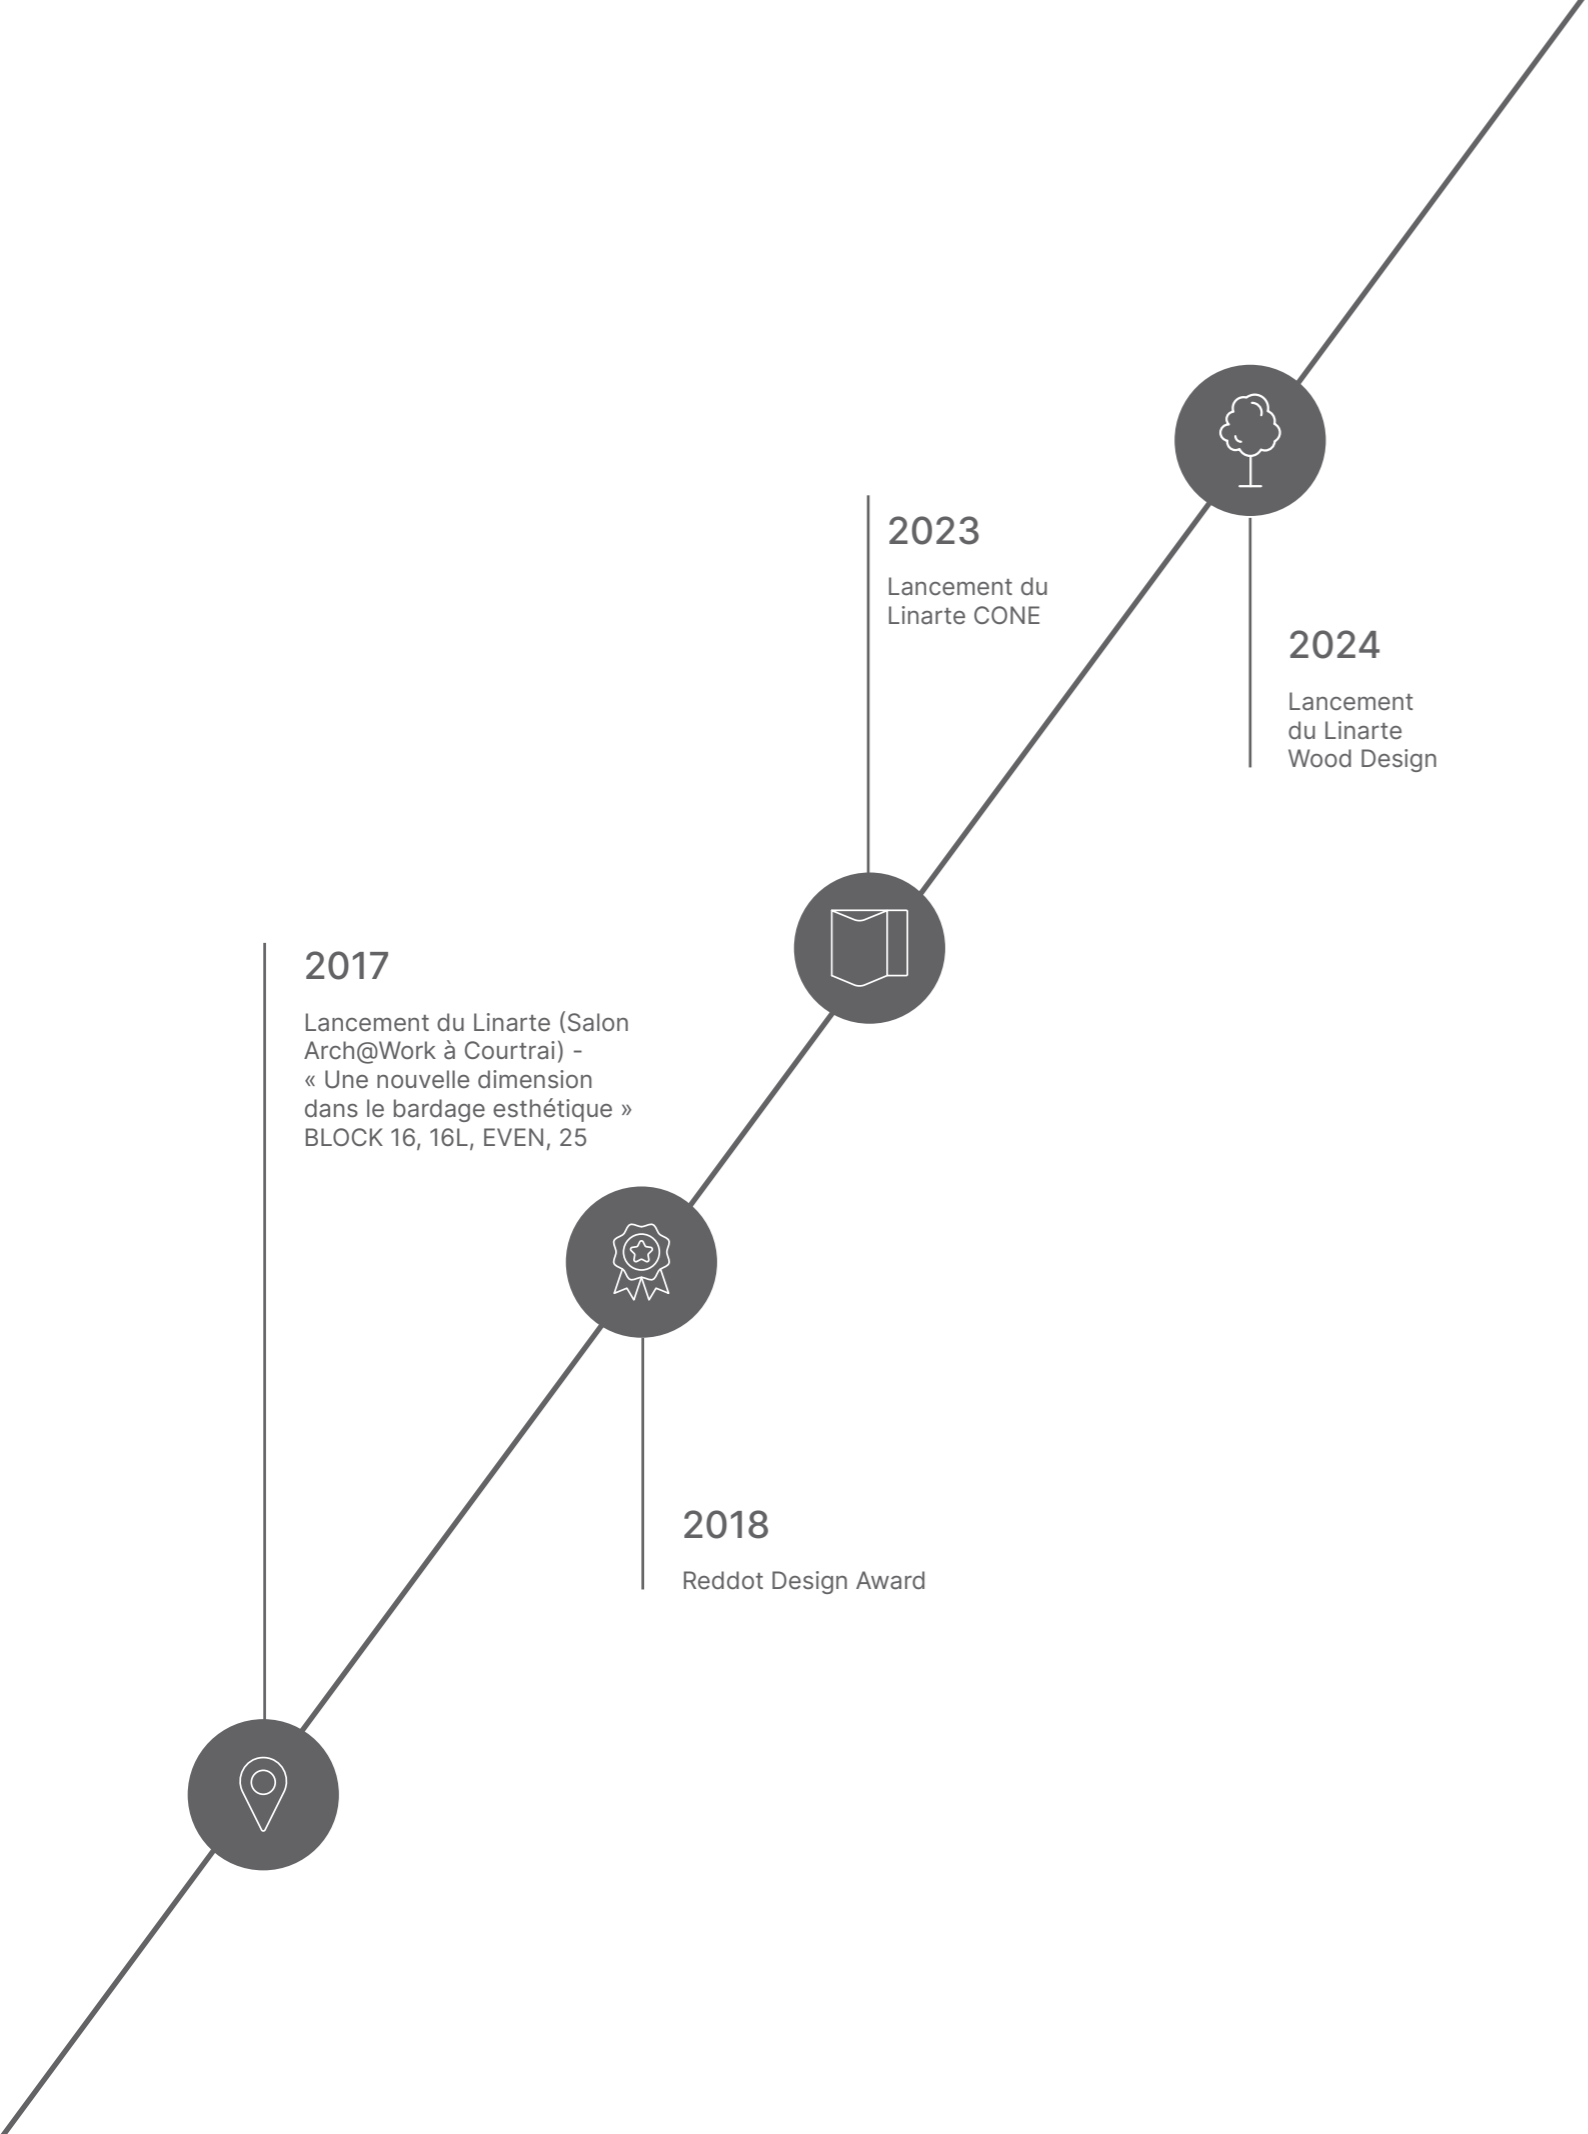 2023
Lancement du
Linarte CONE
2024
Lancement
du Linarte
Wood Design
2017
Lancement du Linarte (Salon
Arch@Work à Courtrai) -
« Une nouvelle dimension
dans le bardage esthétique »
BLOCK 16, 16L, EVEN, 25
2018
Reddot Design Award